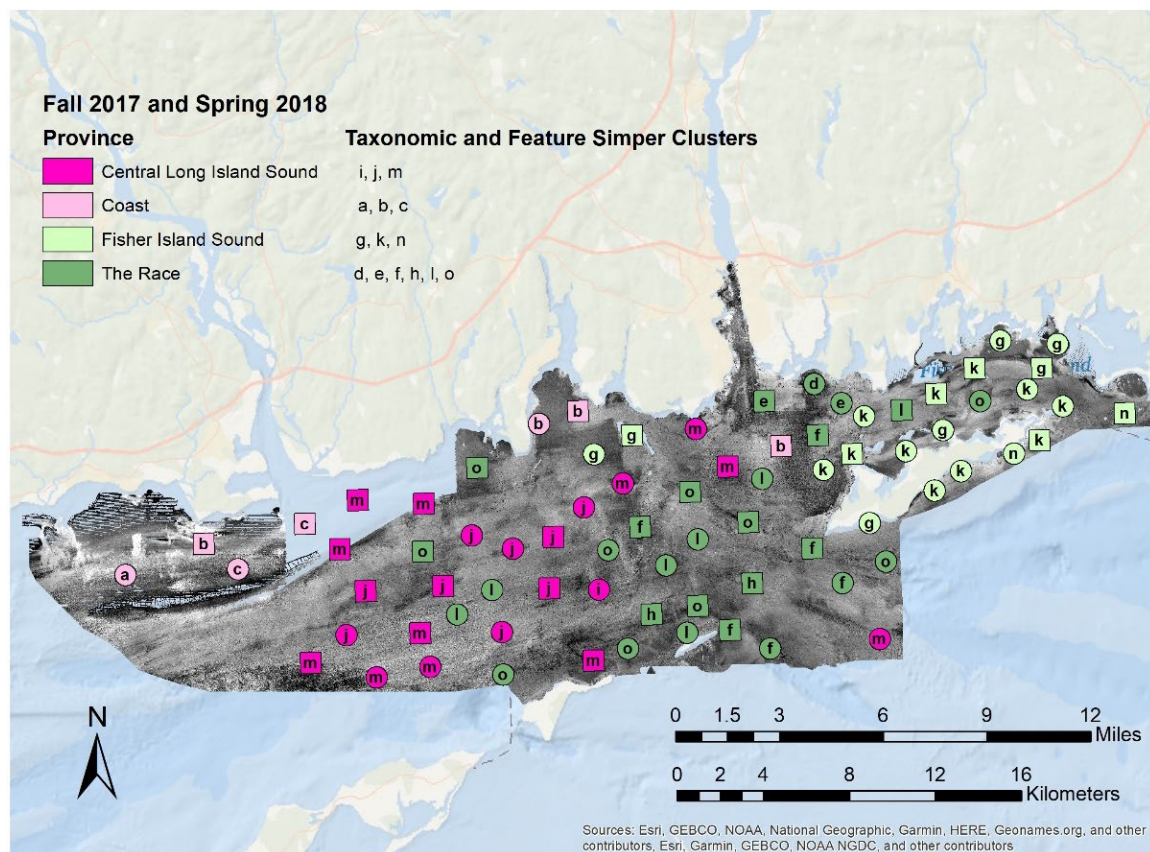 Fall 2017 and Spring 2018
Province Taxonomic and Feature Simper Clusters
Central Long Island Sound i, j, m
Coast a, b, c
Fisher Island Sound g, k, n
The Race d, e, f, h, l, o
g g
k g
d k k
e e k l o k n
b b k
b m g f g k
g b k k n
o m l k k
m o k
m m j g
c f o
m j j j o l f
b o l o
a c j j l j i h f
l h o
j m j l f m
m m m m o f
o
N
0 1.5 3 6 9 12
Miles
0 2 4 8 12 16
Kilometers
Sources: Esri, GEBCO, NOAA, National Geographic, Garmin, HERE, Geonames.org, and other
contributors, Esri, Garmin, GEBCO, NOAA NGDC, and other contributors